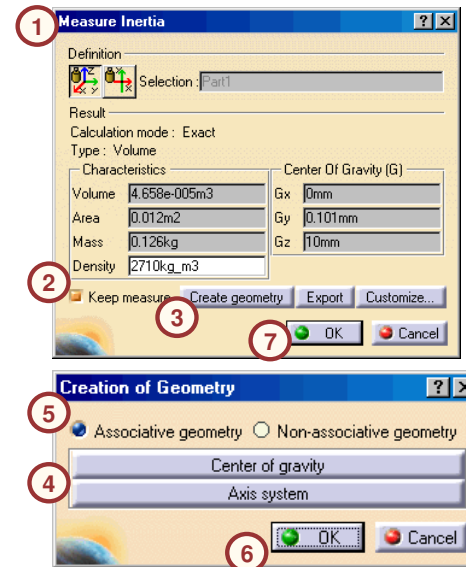 1
Measure Inertia
Definition
Selection : Part1
Result
Calculation mode : Exact
Type : Volume
Characteristics
Center Of Gravity (G)
Volume 4.658e-005m3 Gx 0mm
Area 0.012m2 Gy 0.101mm
Mass 0.126kg Gz 10mm
Density 2710kg_m3
2
Keep measure Create geometry Export Customize...
3
7
OK Cancel
Creation of Geometry
5
Associative geometry Non-associative geometry
Center of gravity
4
Axis system
OK Cancel
6